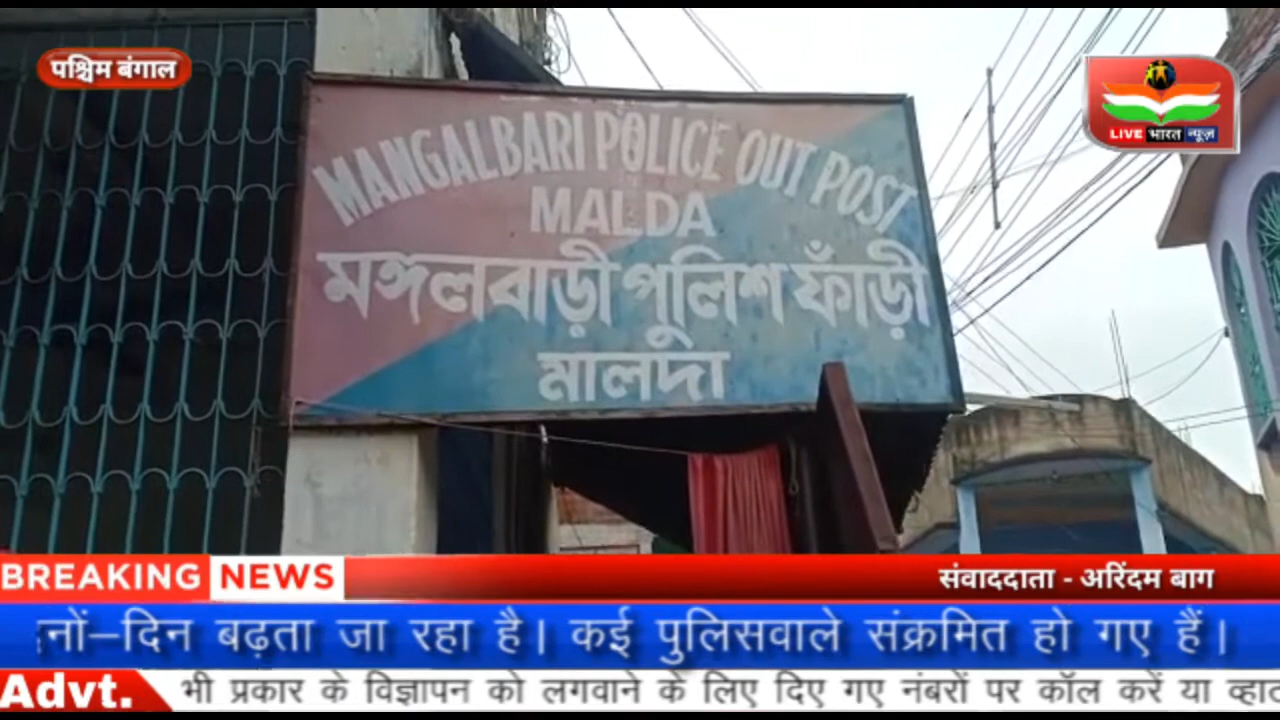 पश्चिम बंगाल
LIVE भारत न्यूज़
MANGALBARI POLICE OUT POST
MALDA
মঙ্গলবাড়ী পুলিশ ফাঁড়ী
মালদা
BREAKING NEWS
संवाददाता - अरिंदम बाग
दिन बढ़ता जा रहा है। कई पुलिसवाले संक्रमित हो गए हैं।
Advt.
भी प्रकार के विज्ञापन को लगवाने के लिए दिए गए नंबरों पर कॉल करें या